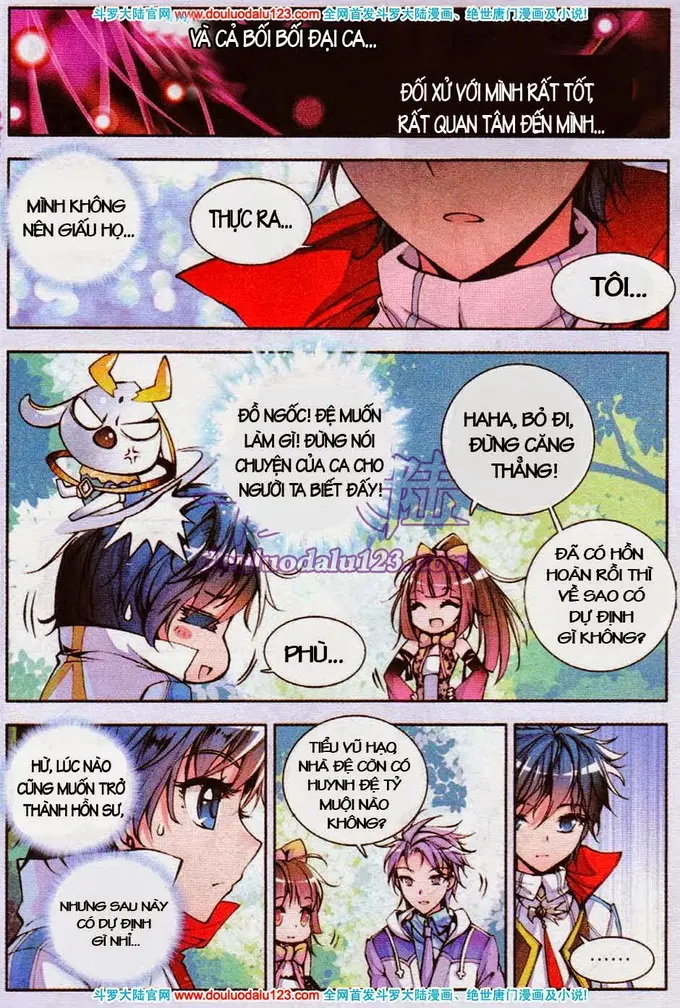 斗罗大陆官网 www.douluodalu123.com 全网首发斗罗大陆漫画、绝世唐门漫画及小说!
VÀ CẢ BỐI BỐI ĐẠI CA...
ĐỐI XỬ VỚI MÌNH RẤT TỐT,
RẤT QUAN TÂM ĐẾN MÌNH...
MÌNH KHÔNG
NÊN GIẤU HỌ...
THỰC RA...
TÔI...
ĐỒ NGỐC! ĐỆ MUỐN
LÀM GÌ! ĐỪNG NÓI
CHUYỆN CỦA CA CHO
NGƯỜI TA BIẾT ĐẤY!
HAHA, BỎ ĐI,
ĐỪNG CĂNG
THẲNG!
陆
douluodalu123.com
ĐÃ CÓ HỒN
HOÀN RỒI THÌ
VỀ SAO CÓ
DỰ ĐỊNH
GÌ KHÔNG?
PHÙ...
HỪ, LÚC NÀO
CŨNG MUỐN TRỞ
THÀNH HỒN SƯ,
NHƯNG SAU NÀY
CÓ DỰ ĐỊNH
GÌ NHỈ...
TIỂU VŨ HẠO,
NHÀ ĐỆ CÒN CÓ
HUYNH ĐỆ TỶ
MUỘI NÀO
KHÔNG?
......
斗罗大陆官网 www.douluodalu123.com 全网首发斗罗大陆漫画、绝世唐门漫画及小说!